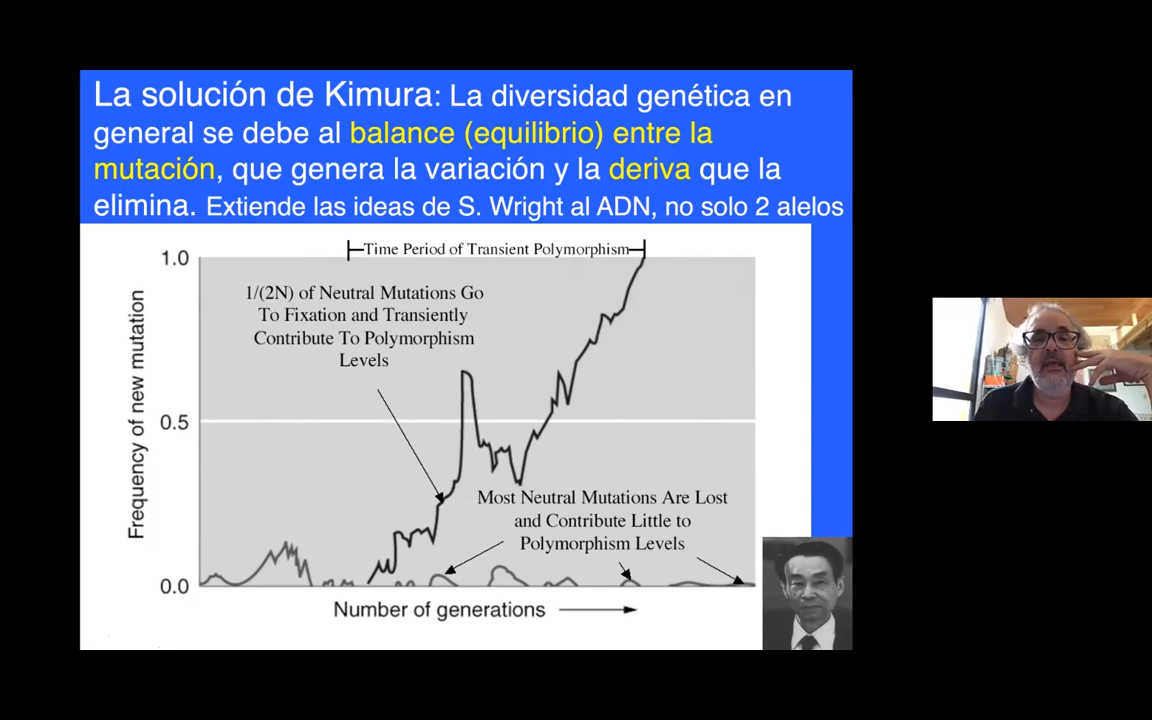 La solución de Kimura: La diversidad genética en
general se debe al balance (equilibrio) entre la
mutación, que genera la variación y la deriva que la
elimina. Extiende las ideas de S. Wright al ADN, no solo 2 alelos
Time Period of Transient Polymorphism
1.0
1/(2N) of Neutral Mutations Go
To Fixation and Transiently
Contribute To Polymorphism
Levels
Frequency of new mutation
0.5
Most Neutral Mutations Are Lost
and Contribute Little to
Polymorphism Levels
0.0
Number of generations